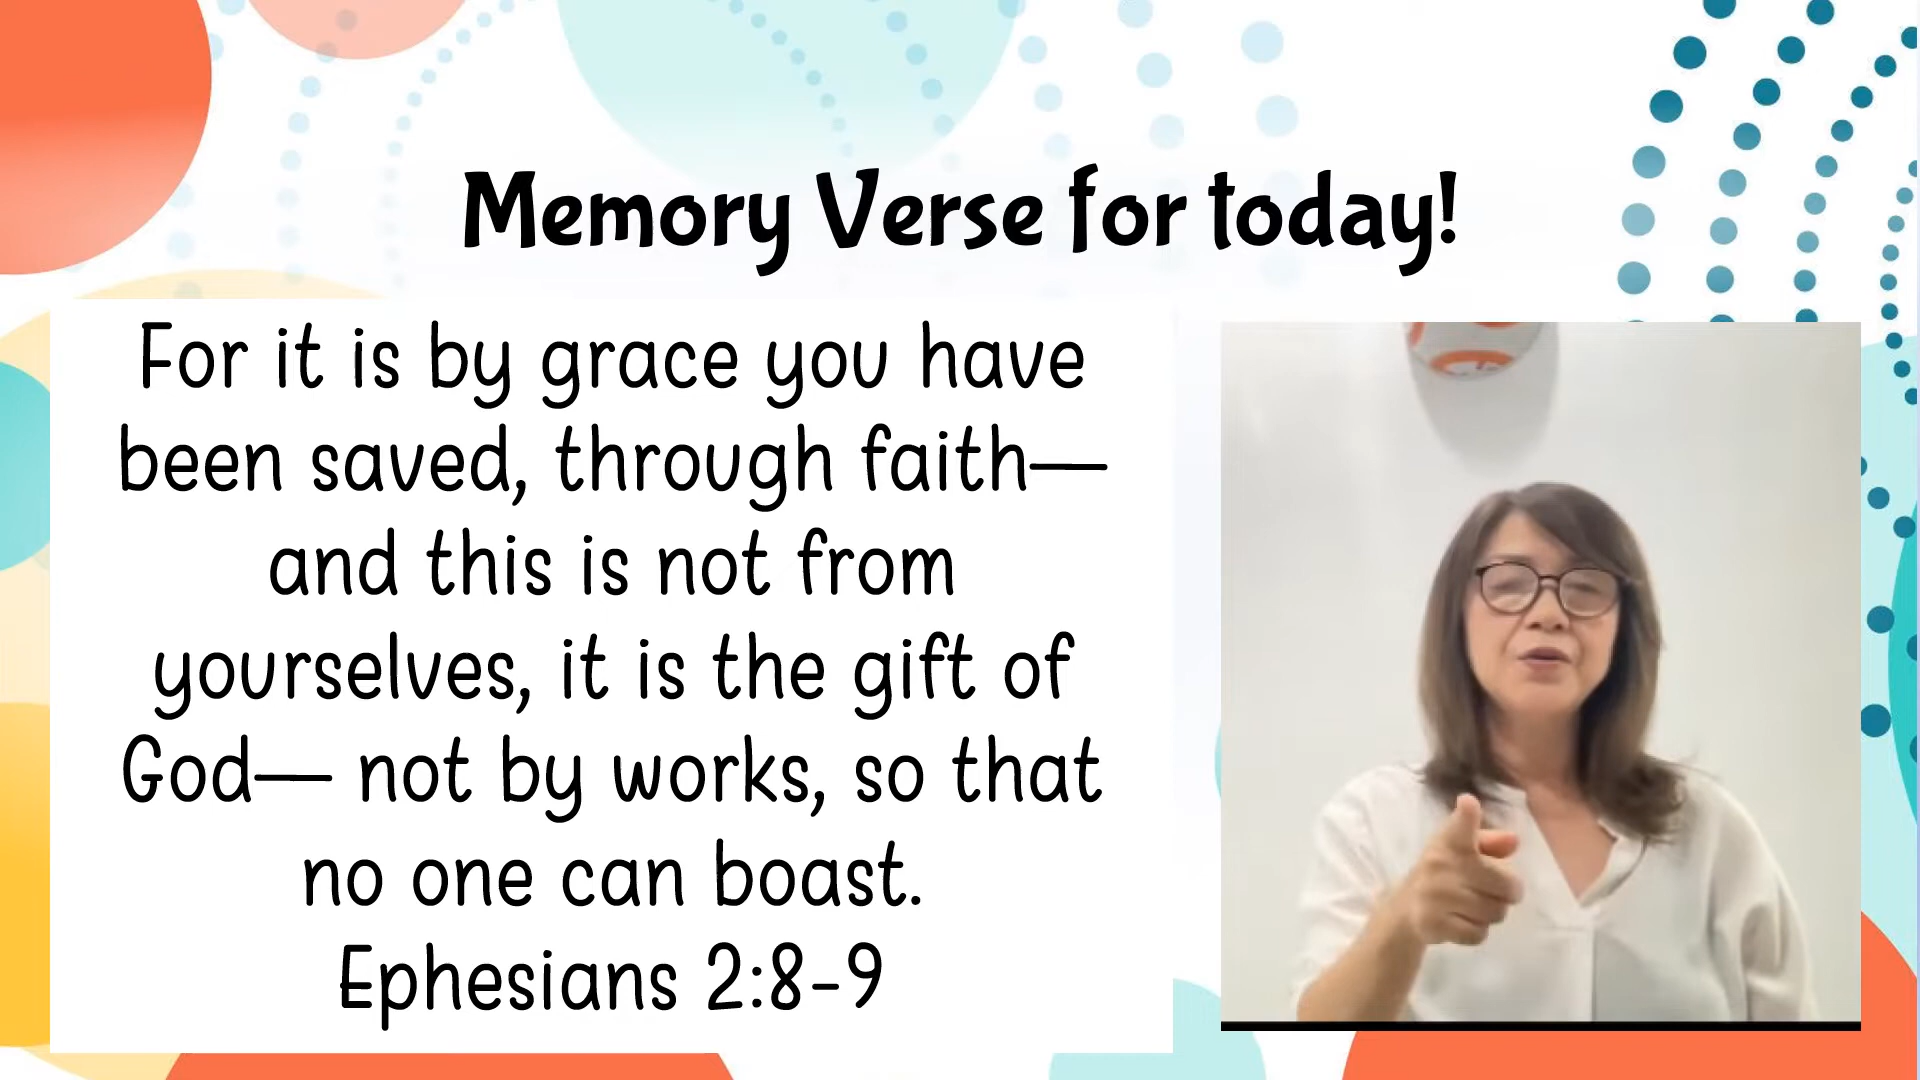 Memory Verse for today!
For it is by grace you have
been saved, through faith—
and this is not from
yourselves, it is the gift of
God— not by works, so that
no one can boast.
Ephesians 2:8-9